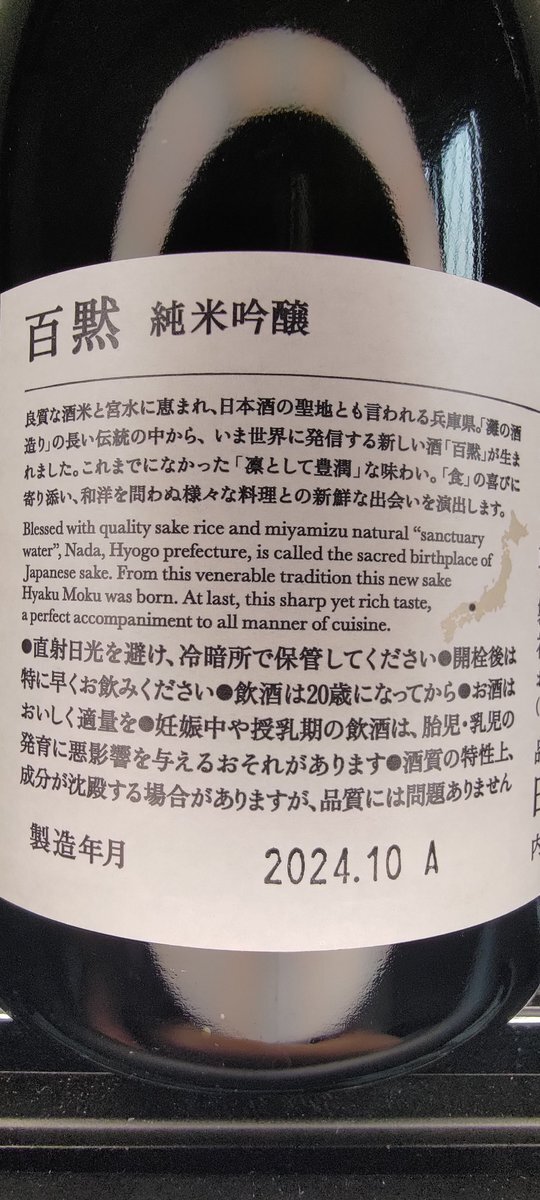 百黙 純米吟醸
良質な酒米と宮水に恵まれ、日本酒の聖地とも言われる兵庫県。「灘の酒
造り」の長い伝統の中から、いま世界に発信する新しい酒「百黙」が生ま
れました。これまでになかった「凛として豊潤」な味わい。「食」の喜びに
寄り添い、和洋を問わぬ様々な料理との新鮮な出会いを演出します。
Blessed with quality sake rice and miyamizu natural “sanctuary
water”, Nada, Hyogo prefecture, is called the sacred birthplace of
Japanese sake. From this venerable tradition this new sake
Hyaku Moku was born. At last, this sharp yet rich taste,
a perfect accompaniment to all manner of cuisine.
●直射日光を避け、冷暗所で保管してください●開栓後は
特に早くお飲みください●飲酒は20歳になってから●お酒は
おいしく適量を●妊娠中や授乳期の飲酒は、胎児・乳児の
発育に悪影響を与えるおそれがあります●酒質の特性上、
成分が沈殿する場合がありますが、品質には問題ありません
製造年月 2024.10 A